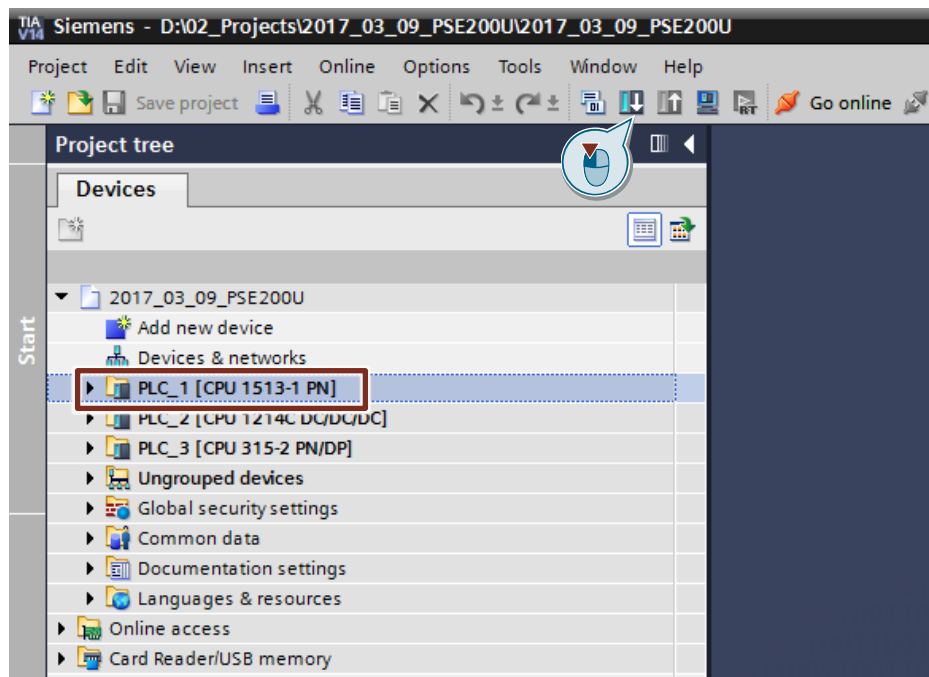 TIA V14 Siemens - D:\02_Projects\2017_03_09_PSE200U\2017_03_09_PSE200U
Project Edit View Insert Online Options Tools Window Help
Save project RT Go online
Project tree
Devices
2017_03_09_PSE200U
Add new device
Devices & networks
PLC_1 [CPU 1513-1 PN]
PLC_2 [CPU 1214C DC/DC/DC]
PLC_3 [CPU 315-2 PN/DP]
Ungrouped devices
Global security settings
Common data
Documentation settings
Languages & resources
Online access
Card Reader/USB memory
Start